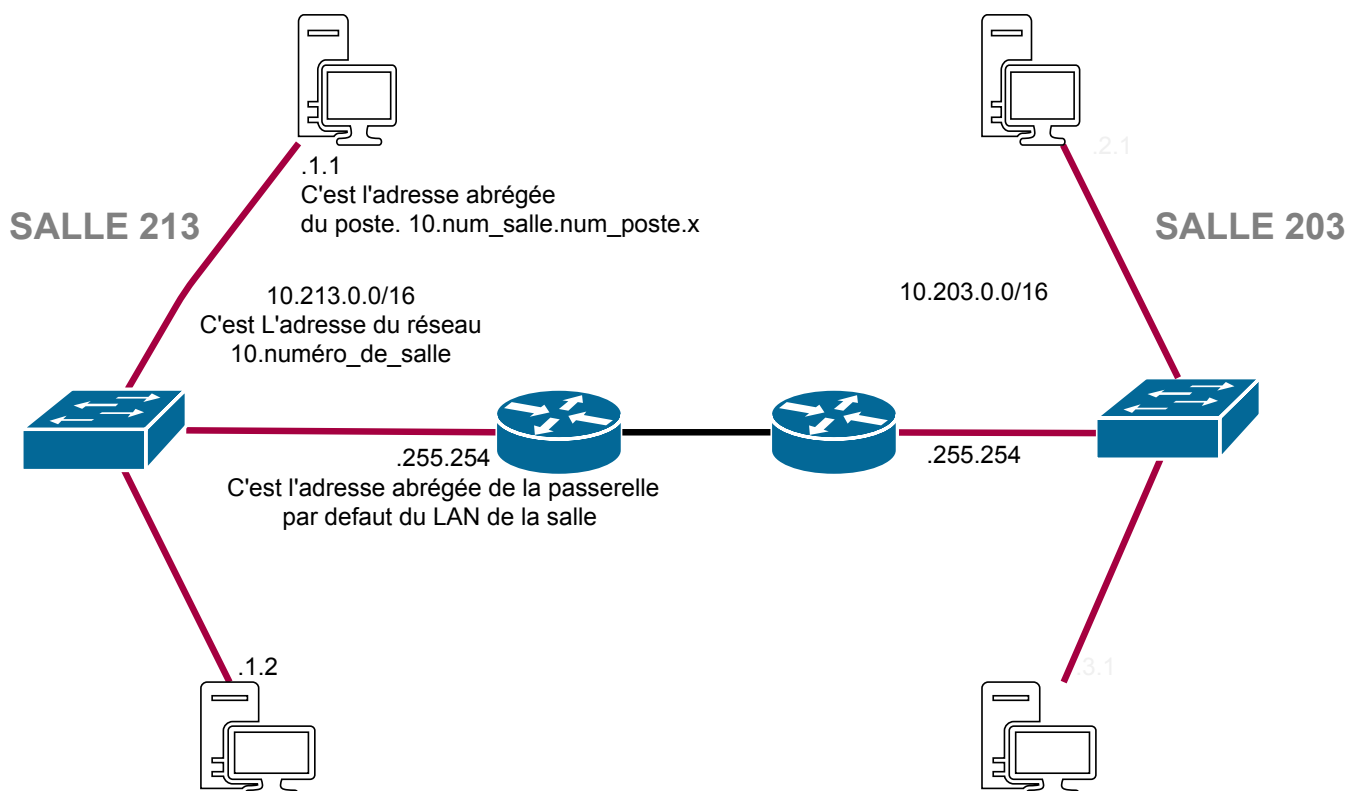 .1.1
C'est l'adresse abrégée
du poste. 10.num_salle.num_poste.x
.2.1
SALLE 213
SALLE 203
10.213.0.0/16
C'est L'adresse du réseau
10.numéro_de_salle
10.203.0.0/16
.255.254
C'est l'adresse abrégée de la passerelle
par defaut du LAN de la salle
.255.254
.1.2
.3.1